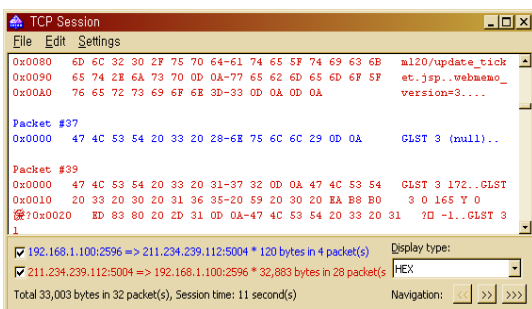 TCP Session
File Edit Settings
0x0080 6D 6C 32 30 2F 75 70 64-61 74 65 5F 74 69 63 6B ml20/update_tick
0x0090 65 74 2E 6A 73 70 0D 0A-77 65 62 6D 65 6D 6F 5F et.jsp..webmemo_
0x00A0 76 65 72 73 69 6F 6E 3D-33 0D 0A 0D 0A version=3....
Packet #37
0x0000 47 4C 53 54 20 33 20 28-6E 75 6C 6C 29 0D 0A GLST 3 (null)..
Packet #39
0x0000 47 4C 53 54 20 33 20 31-37 32 0D 0A 47 4C 53 54 GLST 3 172..GLST
0x0010 20 33 20 30 20 31 36 35-20 59 20 30 20 EA B8 B0 3 0 165 Y 0
?0x0020 ED 83 80 20 2D 31 0D 0A-47 4C 53 54 20 33 20 31 ? -1..GLST 3
1
192.168.1.100:2596 => 211.234.239.112:5004 * 120 bytes in 4 packet(s)
211.234.239.112:5004 => 192.168.1.100:2596 * 32,883 bytes in 28 packet(s
Total 33,003 bytes in 32 packet(s), Session time: 11 second(s)
Display type:
HEX
Navigation: << >> >>>